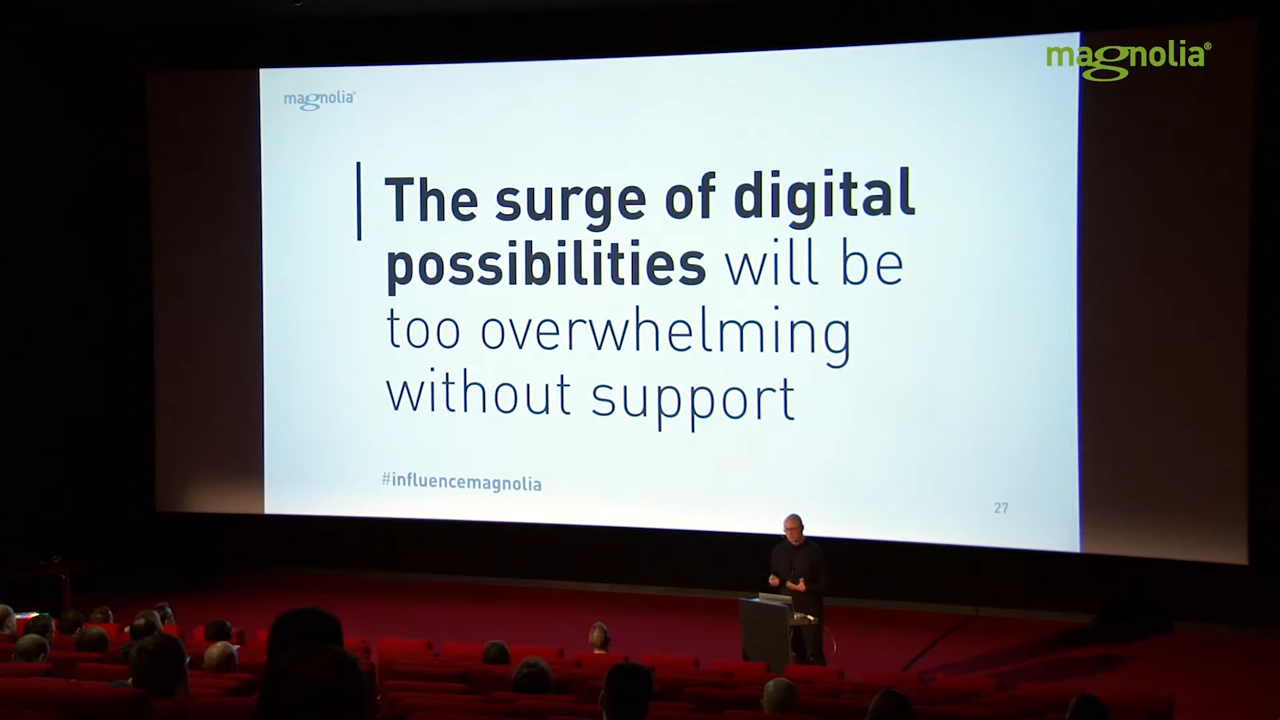 magnolia®
magnolia®
The surge of digital
possibilities will be
too overwhelming
without support
#influencemagnolia
27